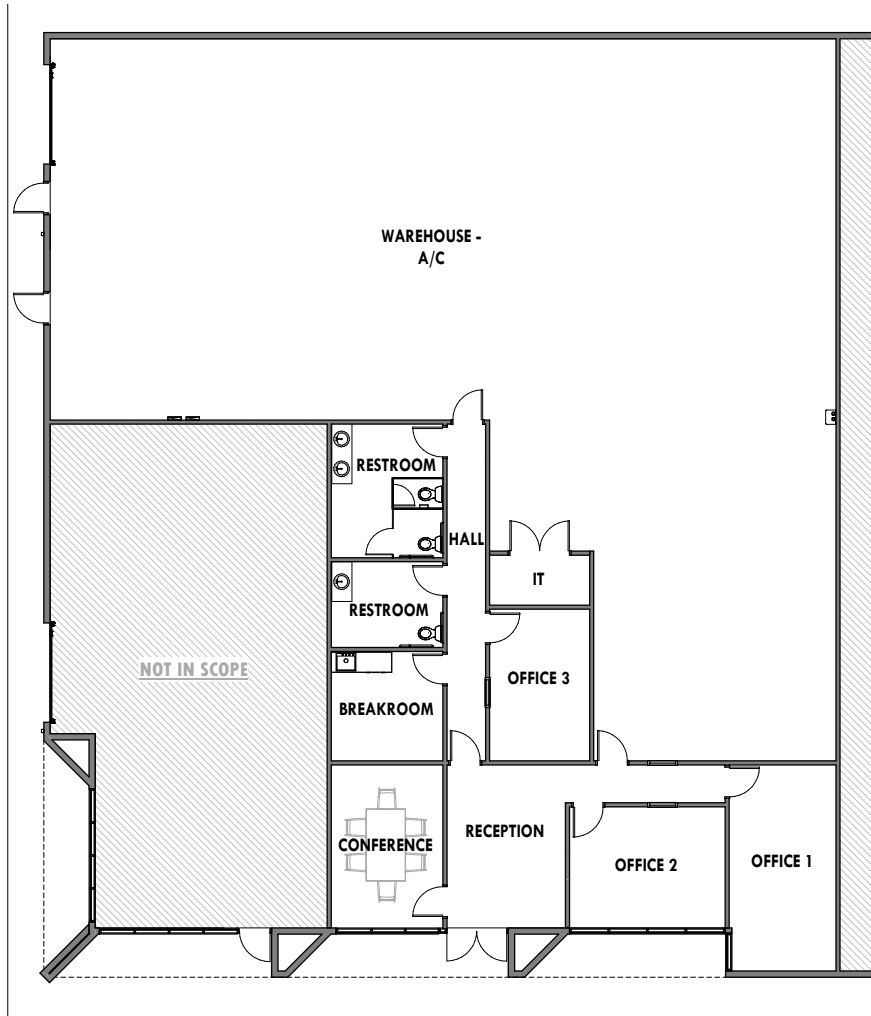 WAREHOUSE -
A/C
RESTROOM
HALL
IT
RESTROOM
NOT IN SCOPE
OFFICE 3
BREAKROOM
CONFERENCE
RECEPTION
OFFICE 2
OFFICE 1